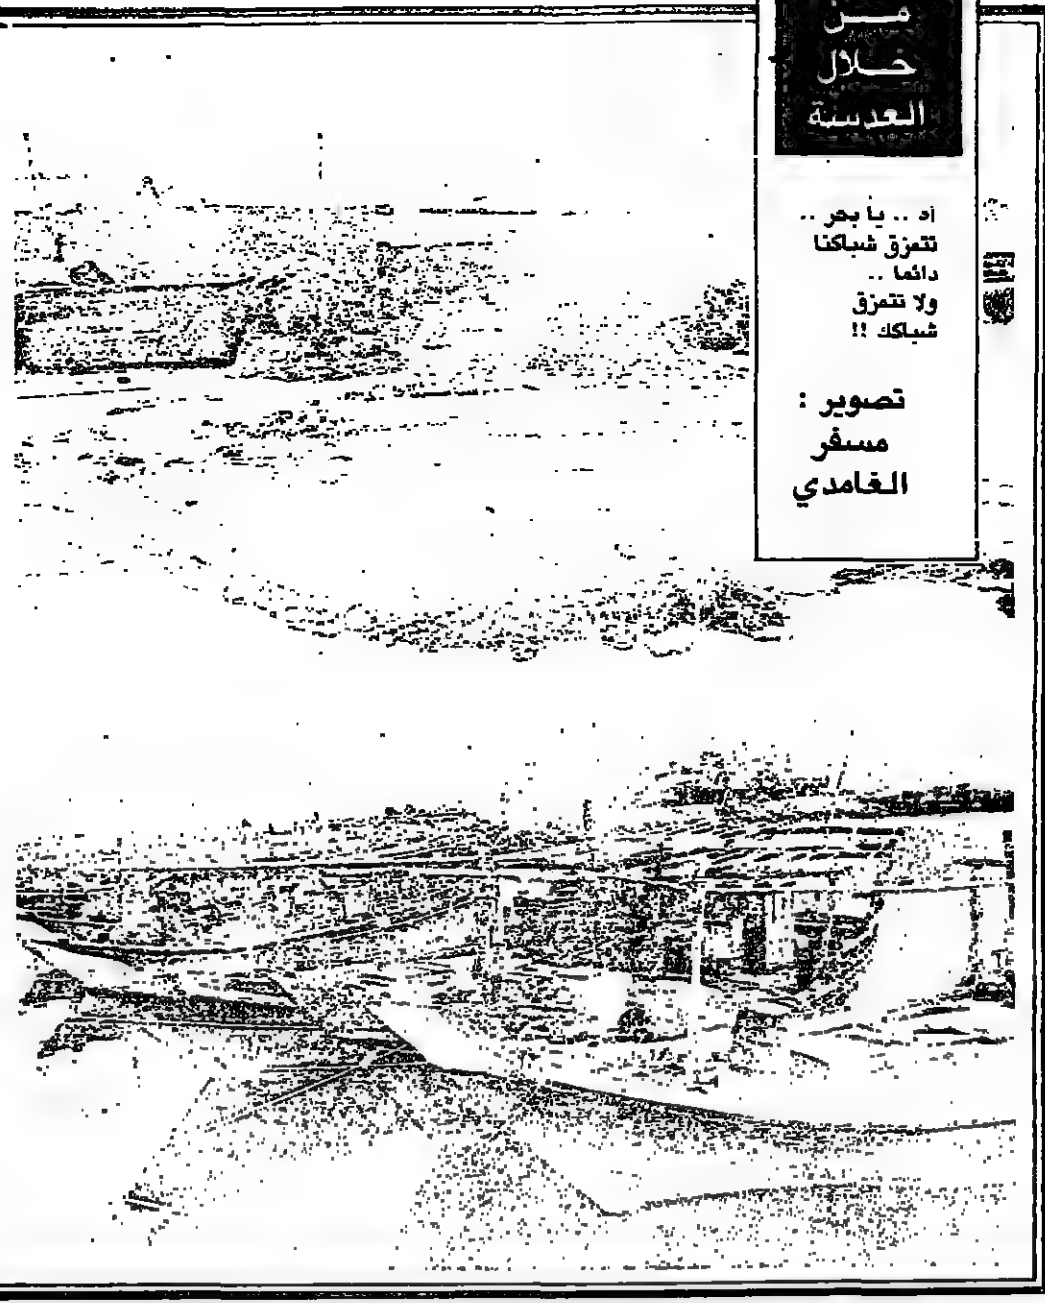 من
خلال
العدسة
آه .. يا بحر ..
تتمزق شباكنا
دائما ..
ولا تتمزق
شباكك !!
تصوير :
مسفر
الغامدي